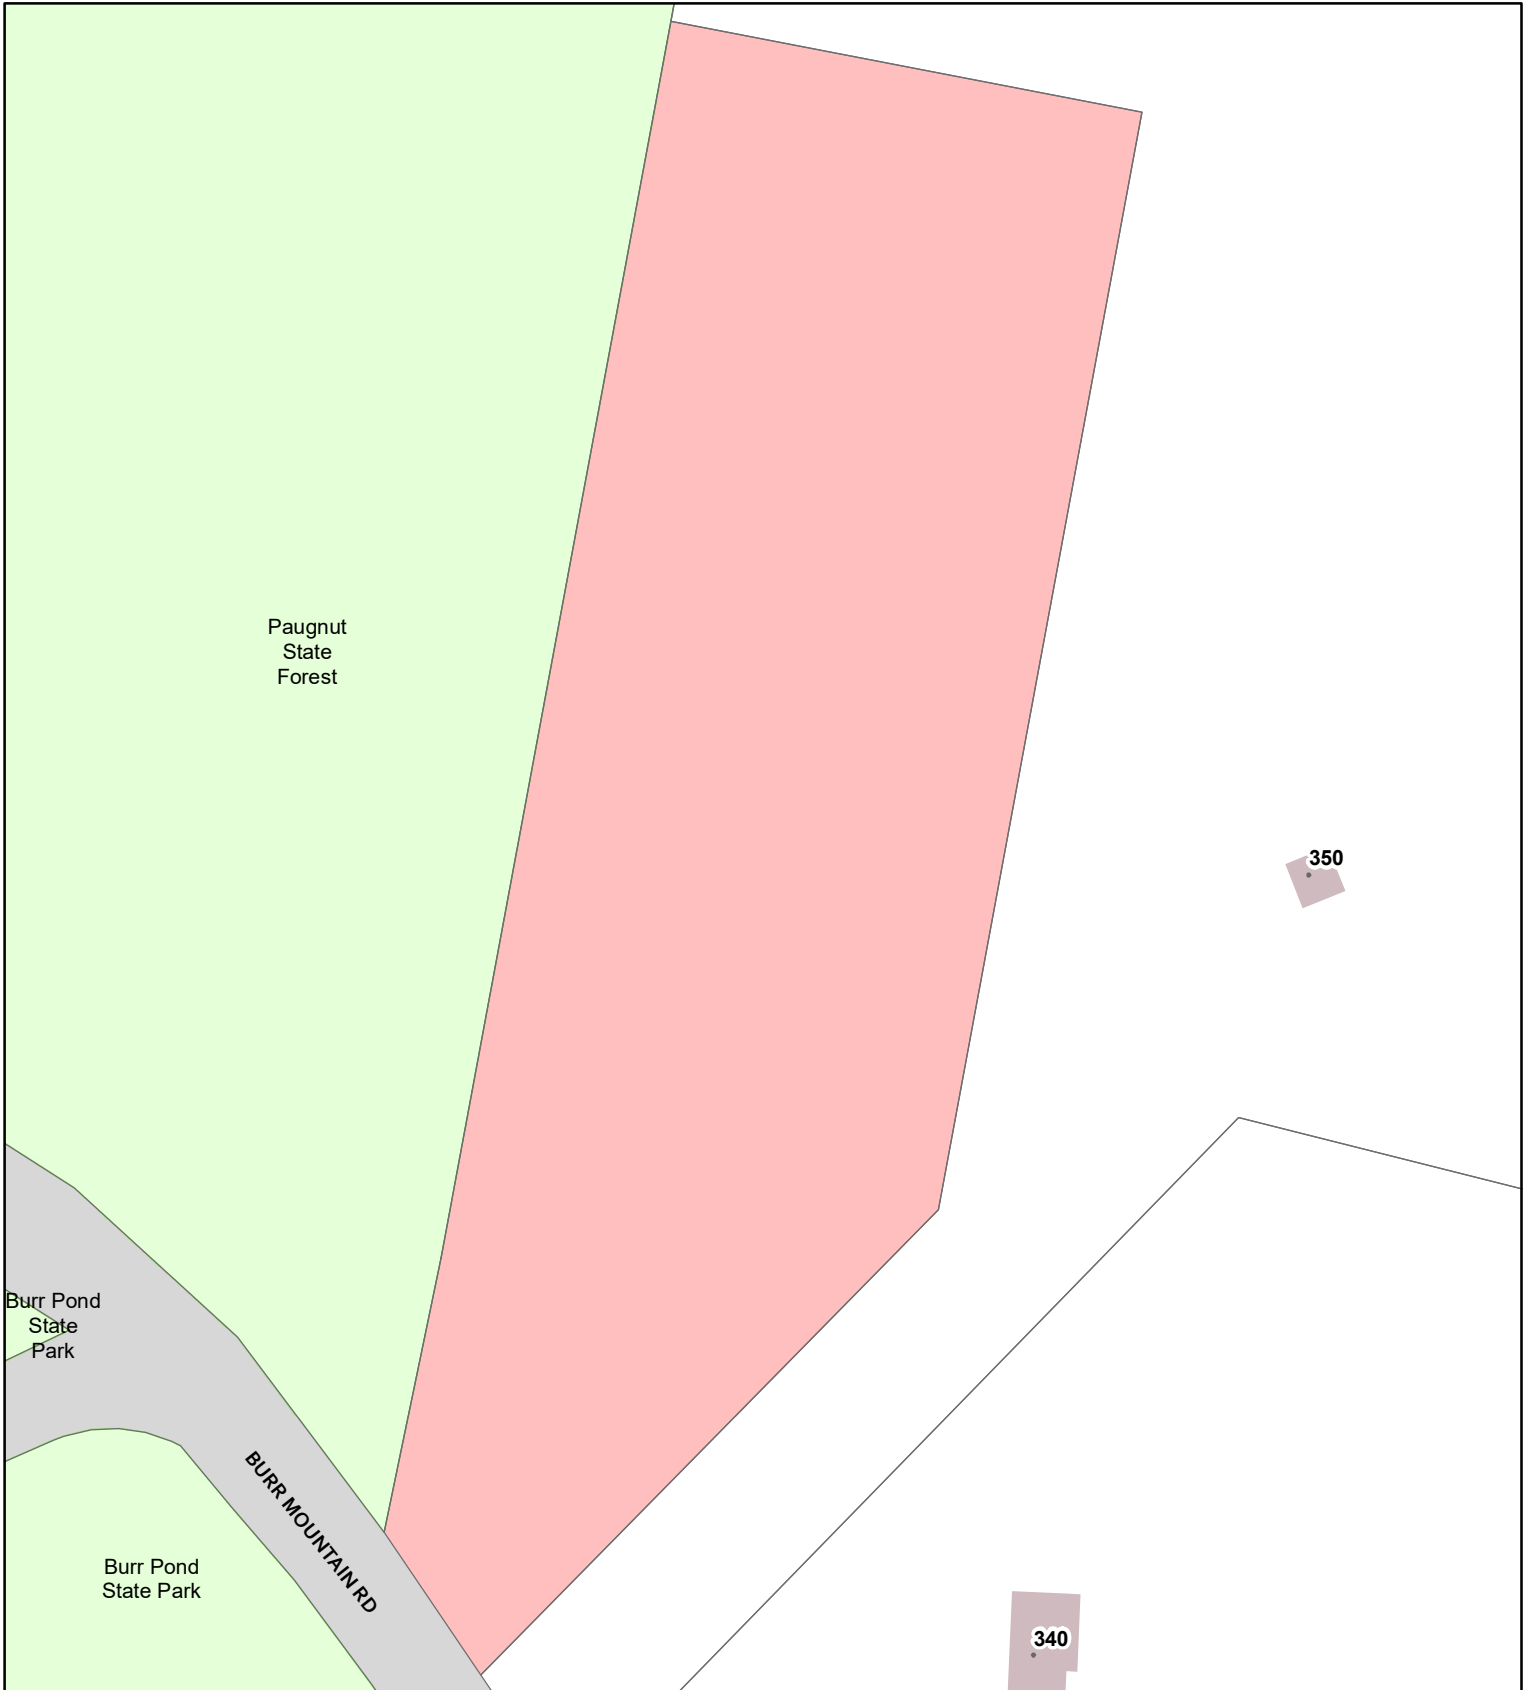 Paugnut
State
Forest
350
Burr Pond
State
Park
BURR MOUNTAIN RD
Burr Pond
State Park
340